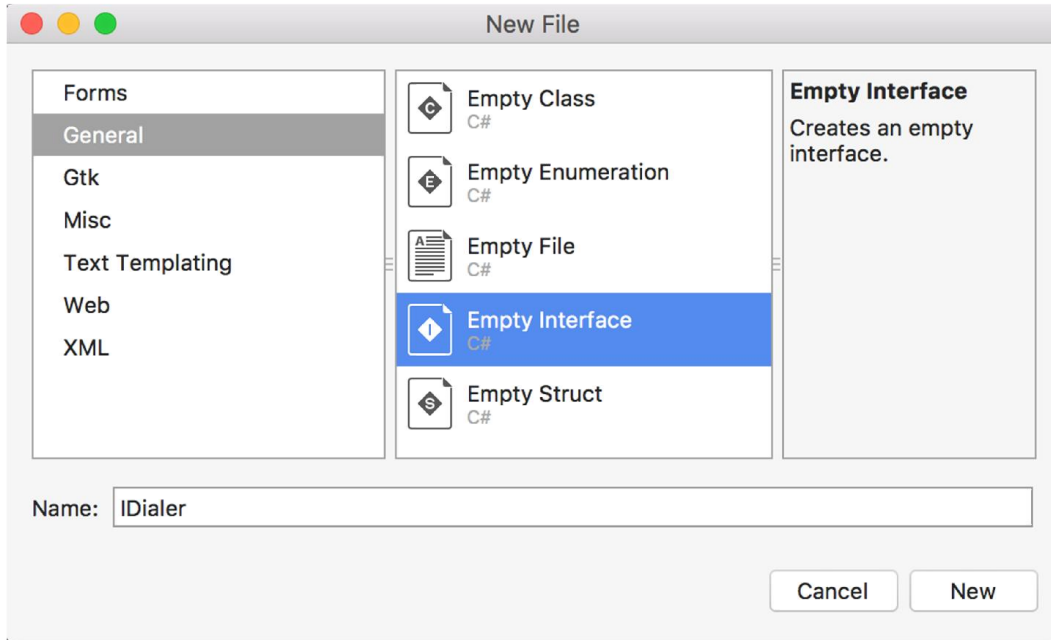 New File
Forms
General
Gtk
Misc
Text Templating
Web
XML
C
Empty Class
C#
E
Empty Enumeration
C#
A
Empty File
C#
I
Empty Interface
C#
S
Empty Struct
C#
Empty Interface
Creates an empty
interface.
Name:
IDialer
Cancel
New